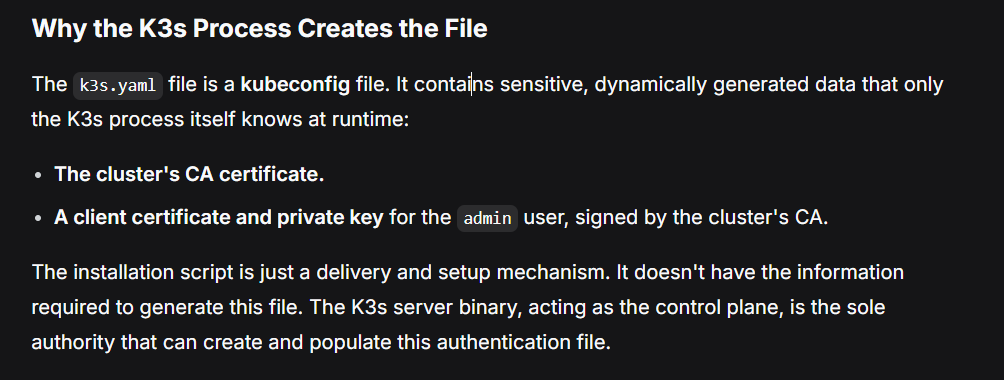 Why the K3s Process Creates the File
The k3s.yaml file is a kubeconfig file. It contains sensitive, dynamically generated data that only
the K3s process itself knows at runtime:
• The cluster's CA certificate.
• A client certificate and private key for the admin user, signed by the cluster's CA.
The installation script is just a delivery and setup mechanism. It doesn't have the information
required to generate this file. The K3s server binary, acting as the control plane, is the sole
authority that can create and populate this authentication file.